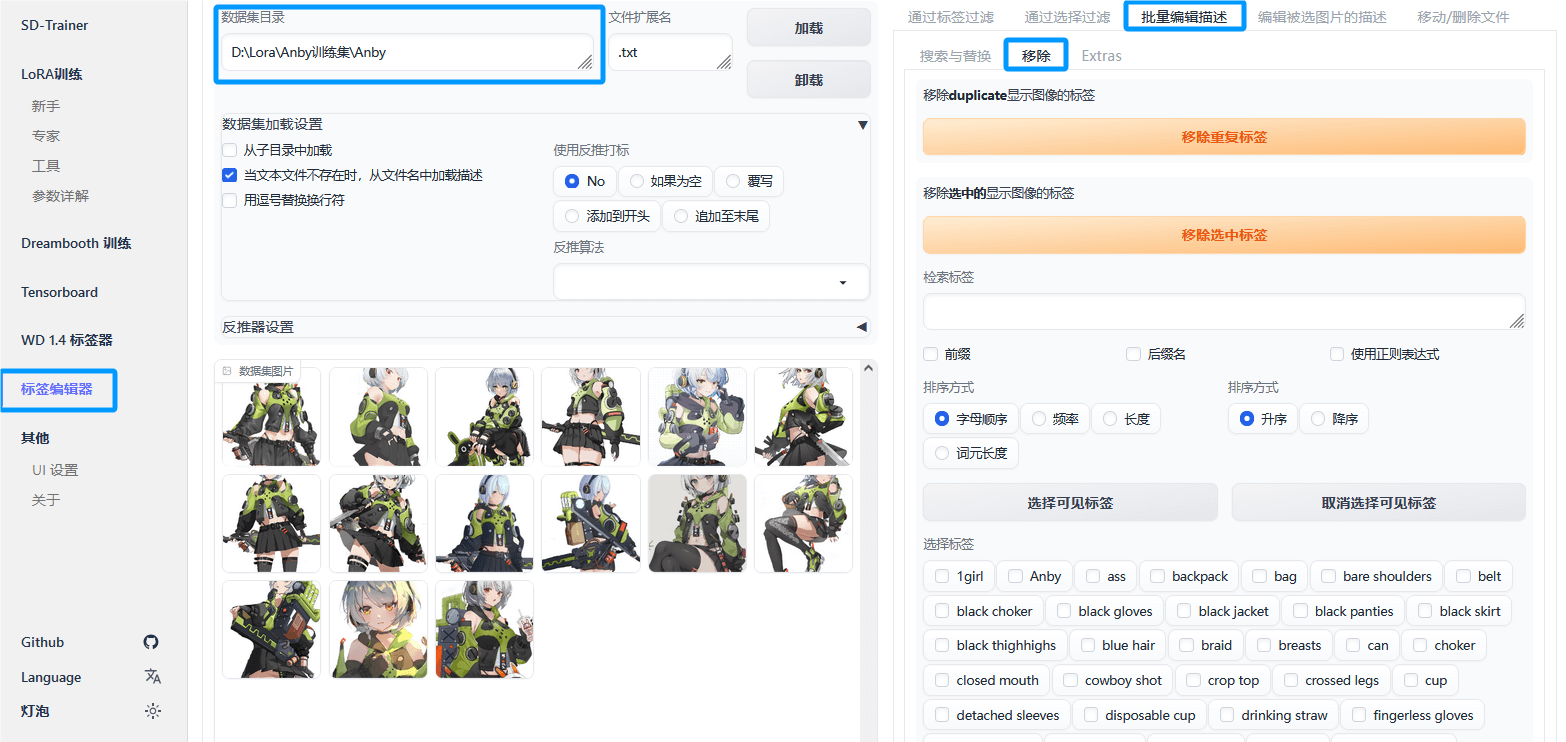 SD-Trainer
LoRA训练
新手
专家
工具
参数详解
Dreambooth 训练
Tensorboard
WD 1.4 标签器
标签编辑器
其他
UI 设置
关于
Github
Language
灯泡
数据集目录
D:\Lora\Anby训练集\Anby
文件扩展名
.txt
加载
卸载
数据集加载设置
从子目录中加载
当文本文件不存在时，从文件名中加载描述
用逗号替换换行符
使用反推打标
No 如果为空 覆写
添加到开头 追加至末尾
反推算法
反推器设置
数据集图片
通过标签过滤 通过选择过滤 批量编辑描述 编辑被选图片的描述 移动/删除文件
搜索与替换 移除 Extras
移除duplicate显示图像的标签
移除重复标签
移除选中的显示图像的标签
移除选中标签
检索标签
前缀 后缀名 使用正则表达式
排序方式
字母顺序 频率 长度
词元长度
排序方式
升序 降序
选择可见标签 取消选择可见标签
选择标签
1girl Anby ass backpack bag bare shoulders belt
black choker black gloves black jacket black panties black skirt
black thighhighs blue hair braid breasts can choker
closed mouth cowboy shot crop top crossed legs cup
detached sleeves disposable cup drinking straw fingerless gloves